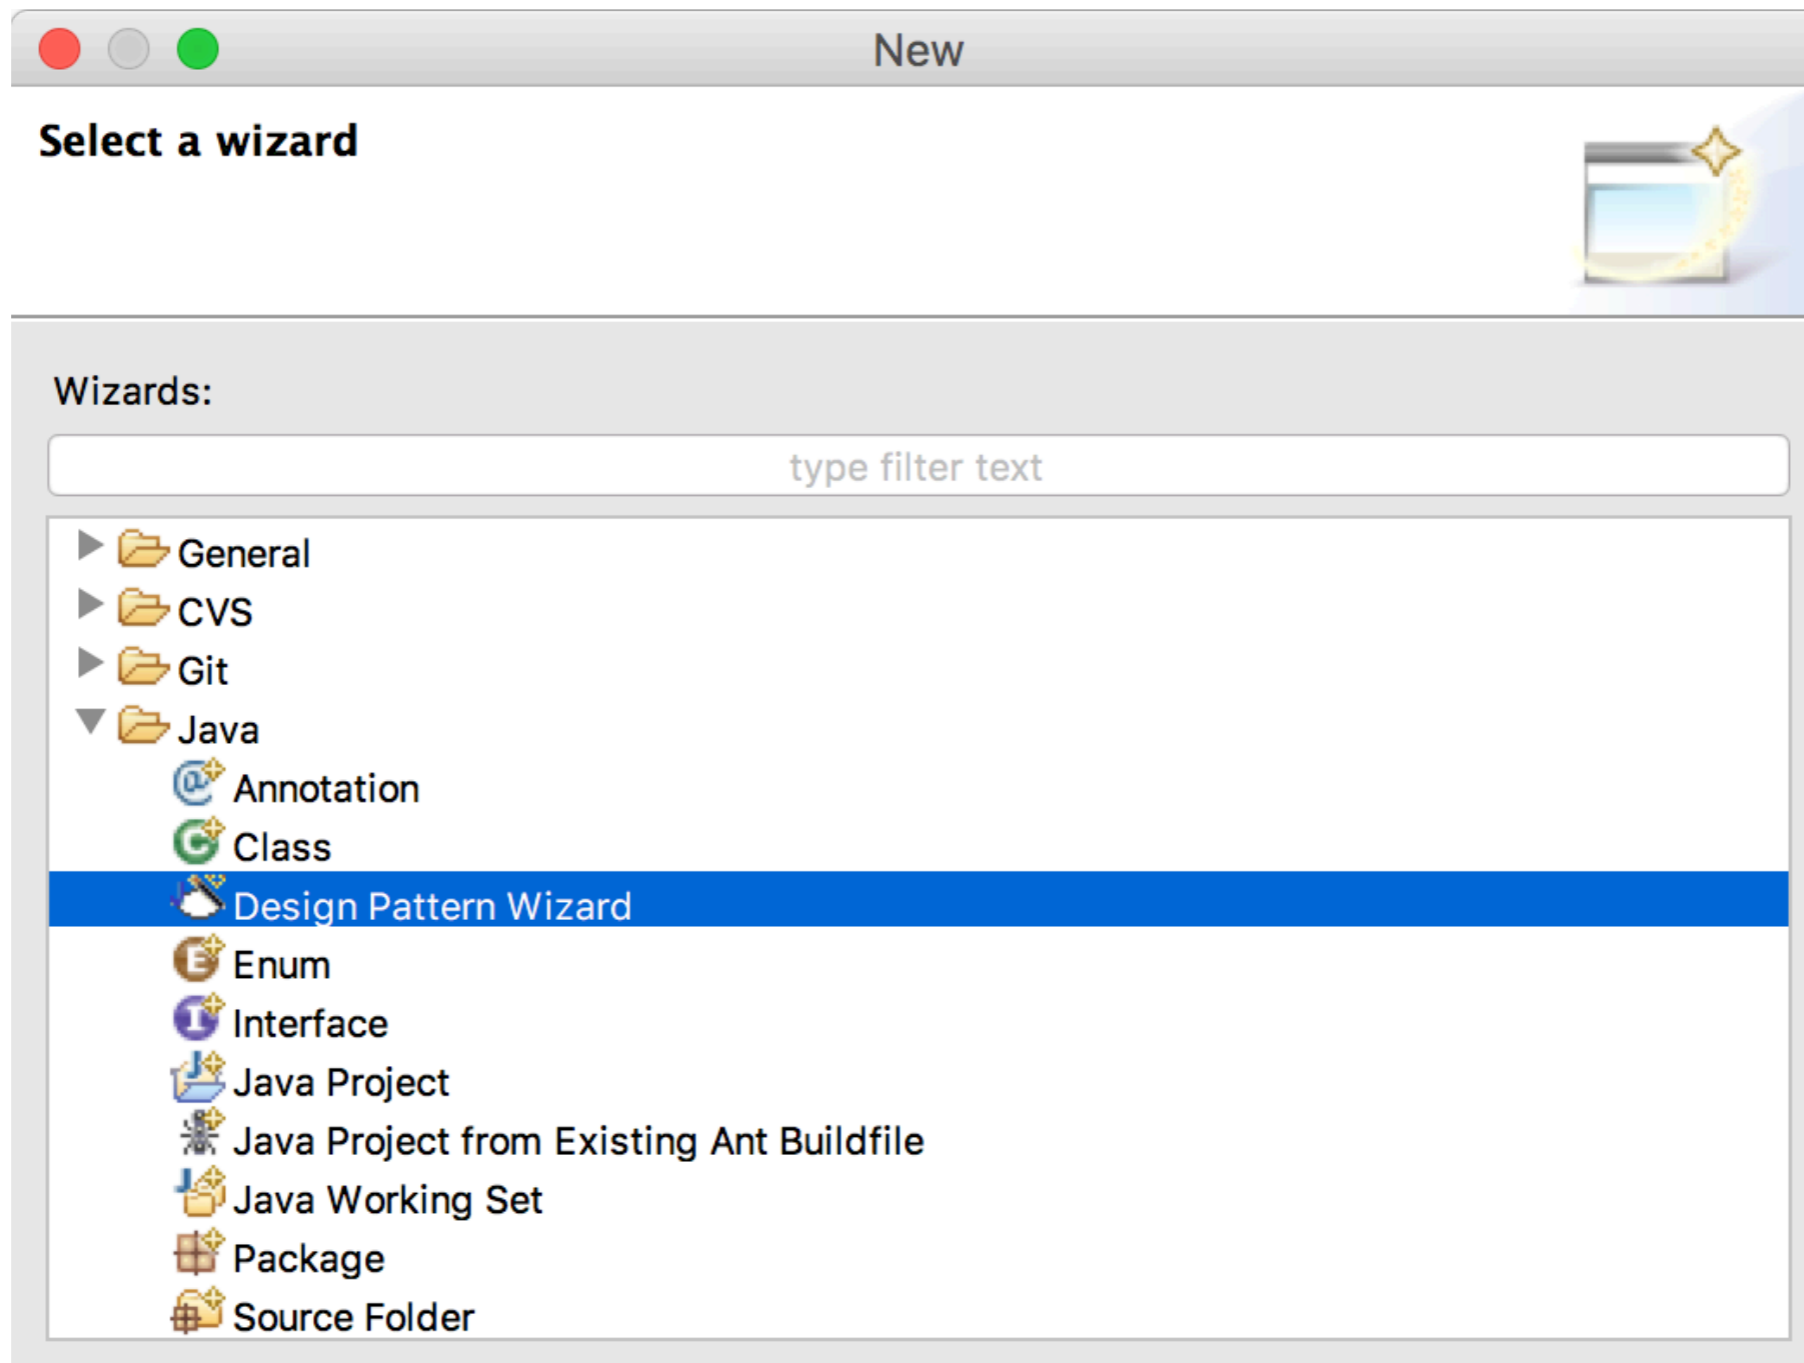 New
Select a wizard
Wizards:
type filter text
General
CVS
Git
Java
Annotation
Class
Design Pattern Wizard
Enum
Interface
Java Project
Java Project from Existing Ant Buildfile
Java Working Set
Package
Source Folder